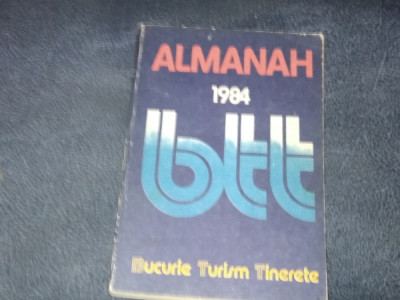 ALMANAH
1984
btt
Bucurie Turism Tinerete